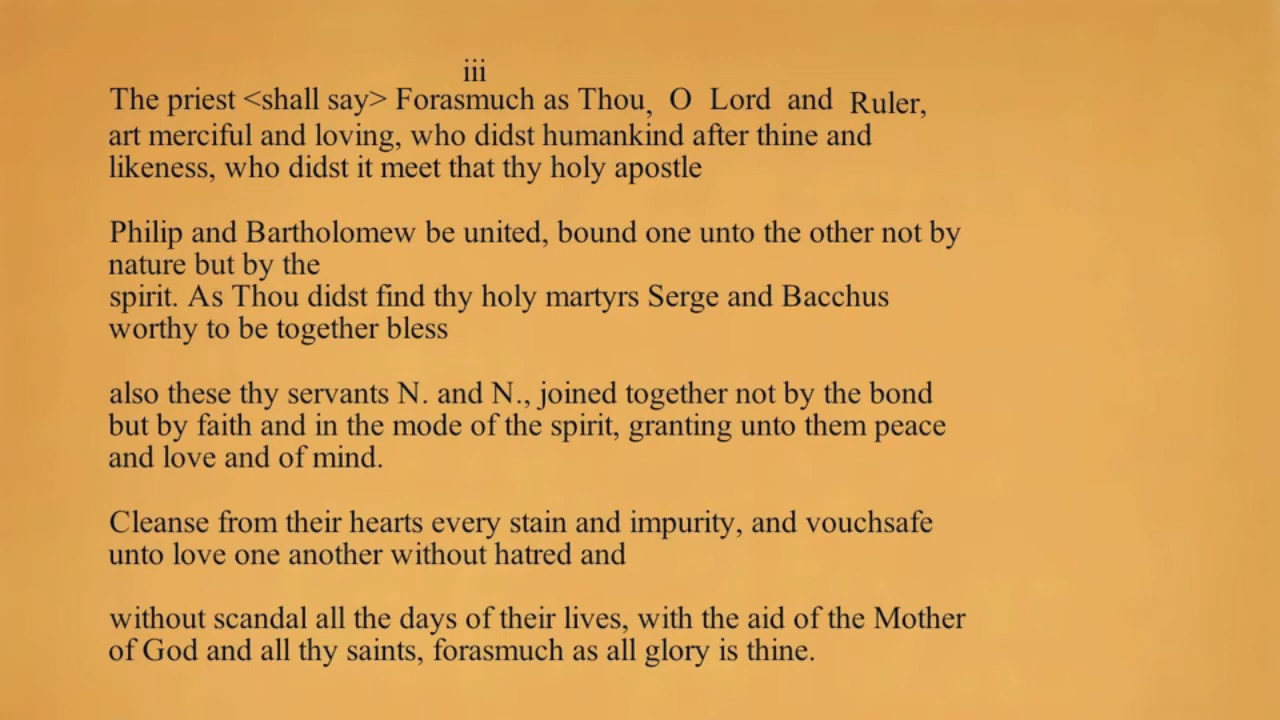 iii
The priest <shall say> Forasmuch as Thou, O Lord and Ruler,
art merciful and loving, who didst humankind after thine and
likeness, who didst it meet that thy holy apostle
Philip and Bartholomew be united, bound one unto the other not by
nature but by the
spirit. As Thou didst find thy holy martyrs Serge and Bacchus
worthy to be together bless
also these thy servants N. and N., joined together not by the bond
but by faith and in the mode of the spirit, granting unto them peace
and love and of mind.
Cleanse from their hearts every stain and impurity, and vouchsafe
unto love one another without hatred and
without scandal all the days of their lives, with the aid of the Mother
of God and all thy saints, forasmuch as all glory is thine.